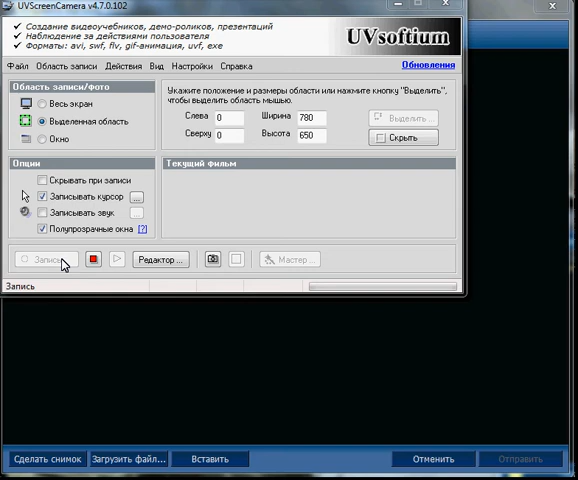 UVScreenCamera v4.7.0.102
Создание видеоучебников, демо-роликов, презентаций
Наблюдение за действиями пользователя
Форматы: avi, swf, flv, gif-анимация, uvf, exe
UVsoftium
Файл Область записи Действия Вид Настройки Справка Обновления
Область записи/фото
Весь экран
Выделенная область
Окно
Укажите положение и размеры области или нажмите кнопку "Выделить",
чтобы выделить область мышью.
Слева 0 Ширина 780 Выделить ...
Сверху 0 Высота 650 Скрыть
Опции
Скрывать при записи
Записывать курсор ...
Записывать звук ...
Полупрозрачные окна [?]
Текущий фильм
Запись Редактор ... Мастер ...
Запись
Сделать снимок Загрузить файл... Вставить Отменить Отправить